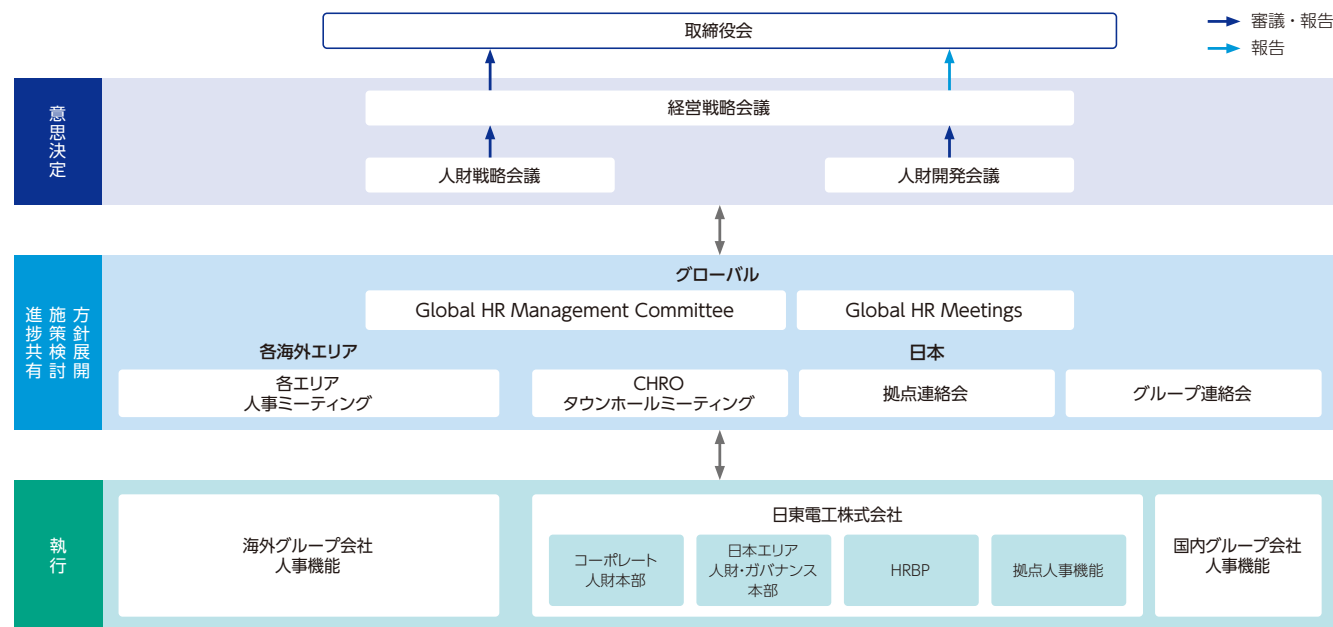 取締役会
審議・報告
報告
意思決定
経営戦略会議
人財戦略会議
人財開発会議
方針展開
施策検討
進捗共有
グローバル
Global HR Management Committee
Global HR Meetings
各海外エリア
日本
各エリア
人事ミーティング
CHRO
タウンホールミーティング
拠点連絡会
グループ連絡会
執行
海外グループ会社
人事機能
日東電工株式会社
コーポレート
人財本部
日本エリア
人財・ガバナンス
本部
HRBP
拠点人事機能
国内グループ会社
人事機能